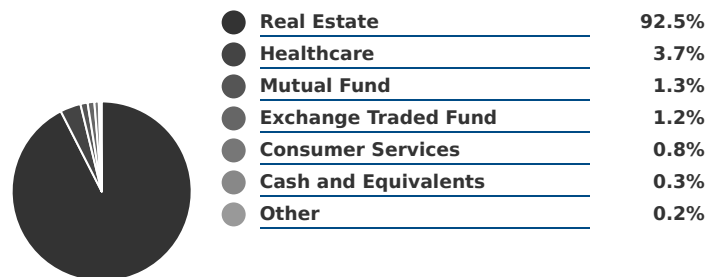 Real Estate 92.5%
Healthcare 3.7%
Mutual Fund 1.3%
Exchange Traded Fund 1.2%
Consumer Services 0.8%
Cash and Equivalents 0.3%
Other 0.2%